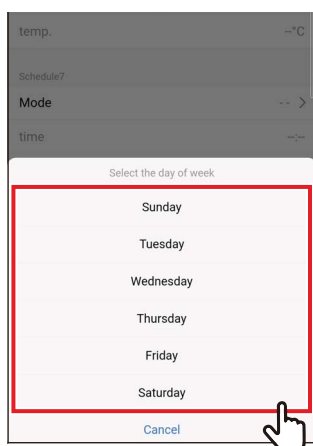 temp. --°C
Schedule7
Mode -- >
time --:--
Select the day of week
Sunday
Tuesday
Wednesday
Thursday
Friday
Saturday
Cancel